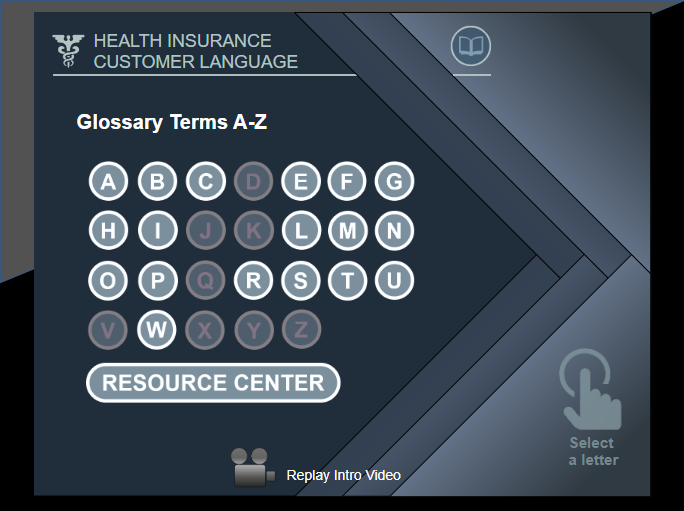 HEALTH INSURANCE
CUSTOMER LANGUAGE
Glossary Terms A-Z
A B C D E F G
H I J K L M N
O P Q R S T U
V W X Y Z
RESOURCE CENTER
Select
a letter
Replay Intro Video